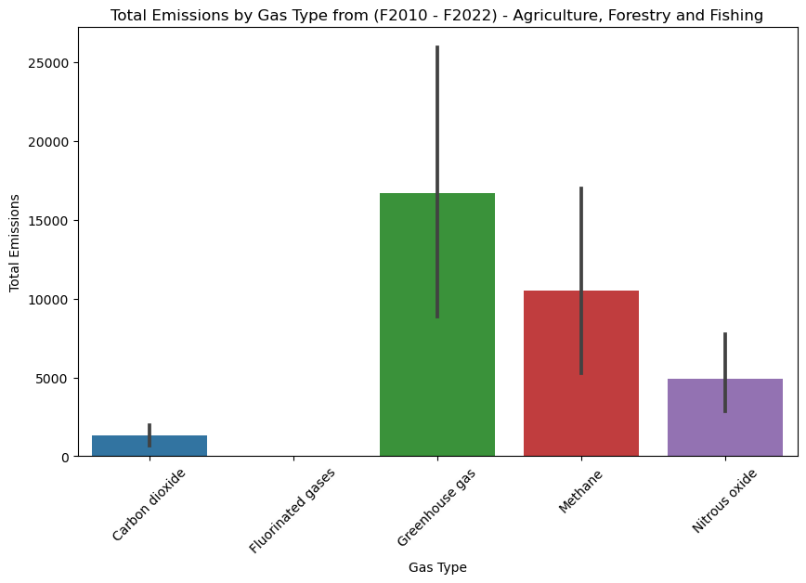 Total Emissions by Gas Type from (F2010 - F2022) - Agriculture, Forestry and Fishing
Total Emissions
25000
20000
15000
10000
5000
0
Carbon dioxide
Fluorinated gases
Greenhouse gas
Methane
Nitrous oxide
Gas Type